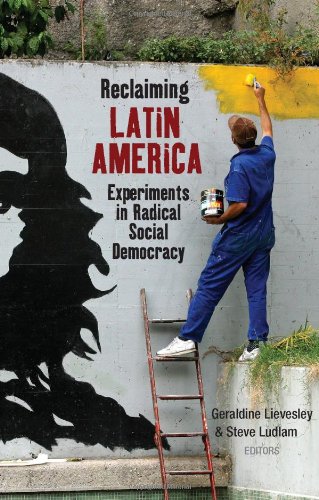 Reclaiming
LATIN
AMERICA
Experiments
in Radical
Social
Democracy
Geraldine Lievesley
& Steve Ludlam
EDITORS